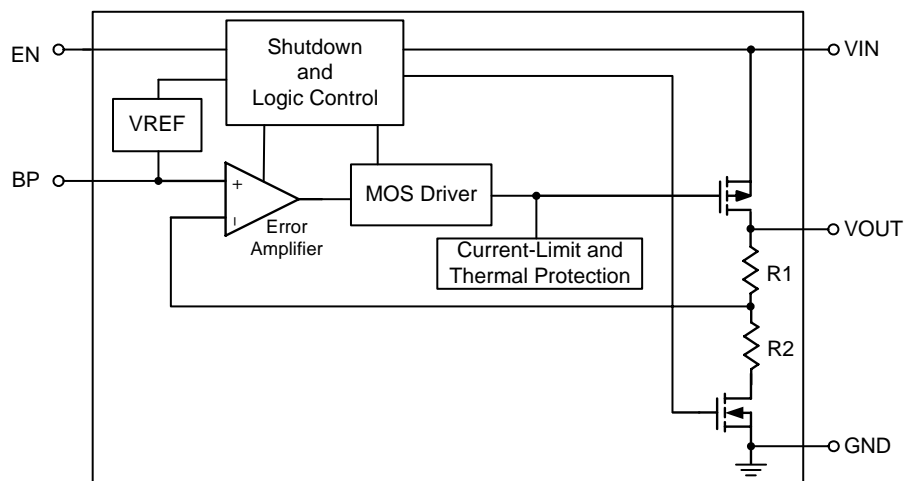 EN
Shutdown
and
Logic Control
VIN
VREF
BP
+
−
Error
Amplifier
MOS Driver
Current-Limit and
Thermal Protection
VOUT
R1
R2
GND